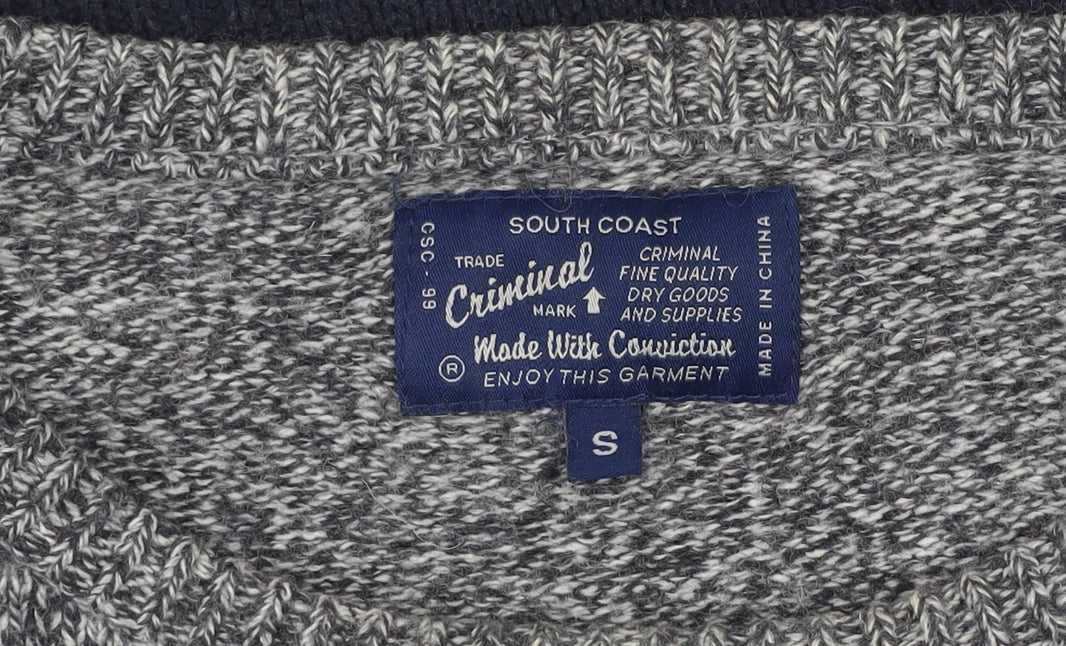 SOUTH COAST
CSC - 99
TRADE
Criminal
MARK
CRIMINAL
FINE QUALITY
DRY GOODS
AND SUPPLIES
MADE IN CHINA
Made With Conviction
®
ENJOY THIS GARMENT
S